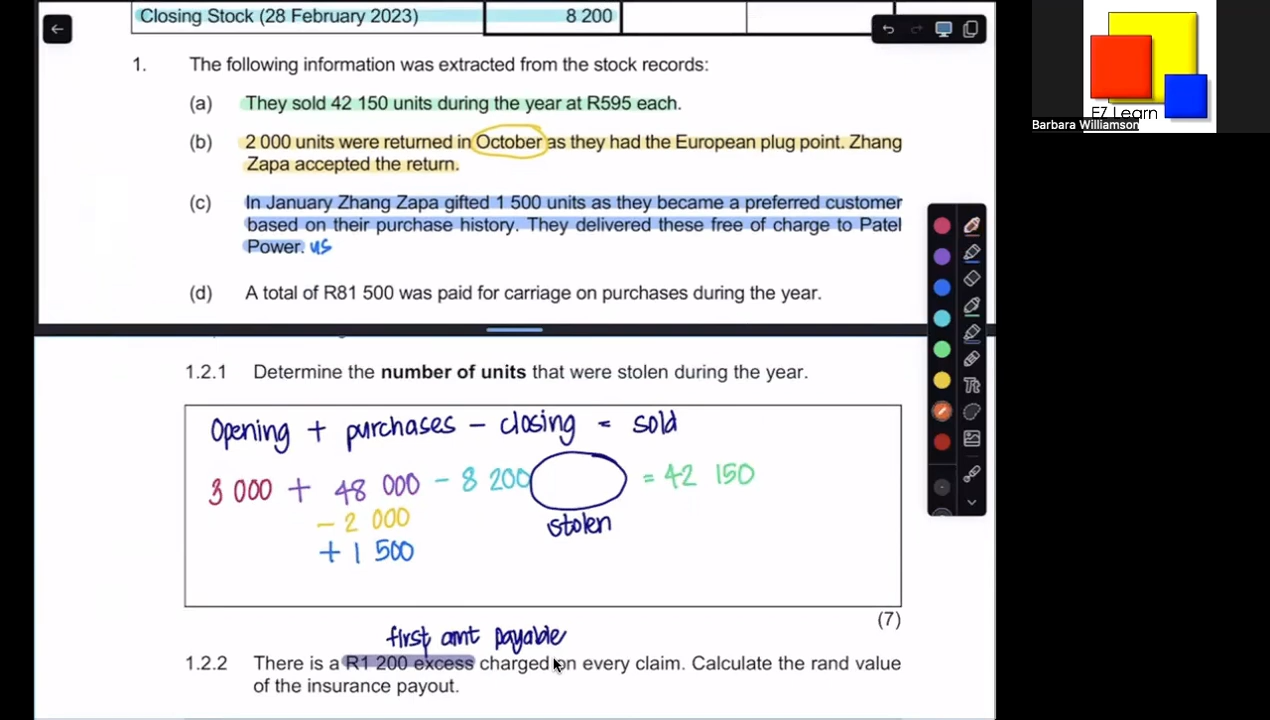 Closing Stock (28 February 2023) 8 200
1. The following information was extracted from the stock records:
(a) They sold 42 150 units during the year at R595 each.
(b) 2 000 units were returned in October as they had the European plug point. Zhang
Zapa accepted the return.
(c) In January Zhang Zapa gifted 1 500 units as they became a preferred customer
based on their purchase history. They delivered these free of charge to Patel
Power. us
(d) A total of R81 500 was paid for carriage on purchases during the year.
1.2.1 Determine the number of units that were stolen during the year.
Opening + purchases - closing = sold
3 000 + 48 000 - 8 200 = 42 150
- 2 000
stolen
+ 1 500
(7)
first amt payable
1.2.2 There is a R1 200 excess charged on every claim. Calculate the rand value
of the insurance payout.
EZ Learn
Barbara Williamson
Tt